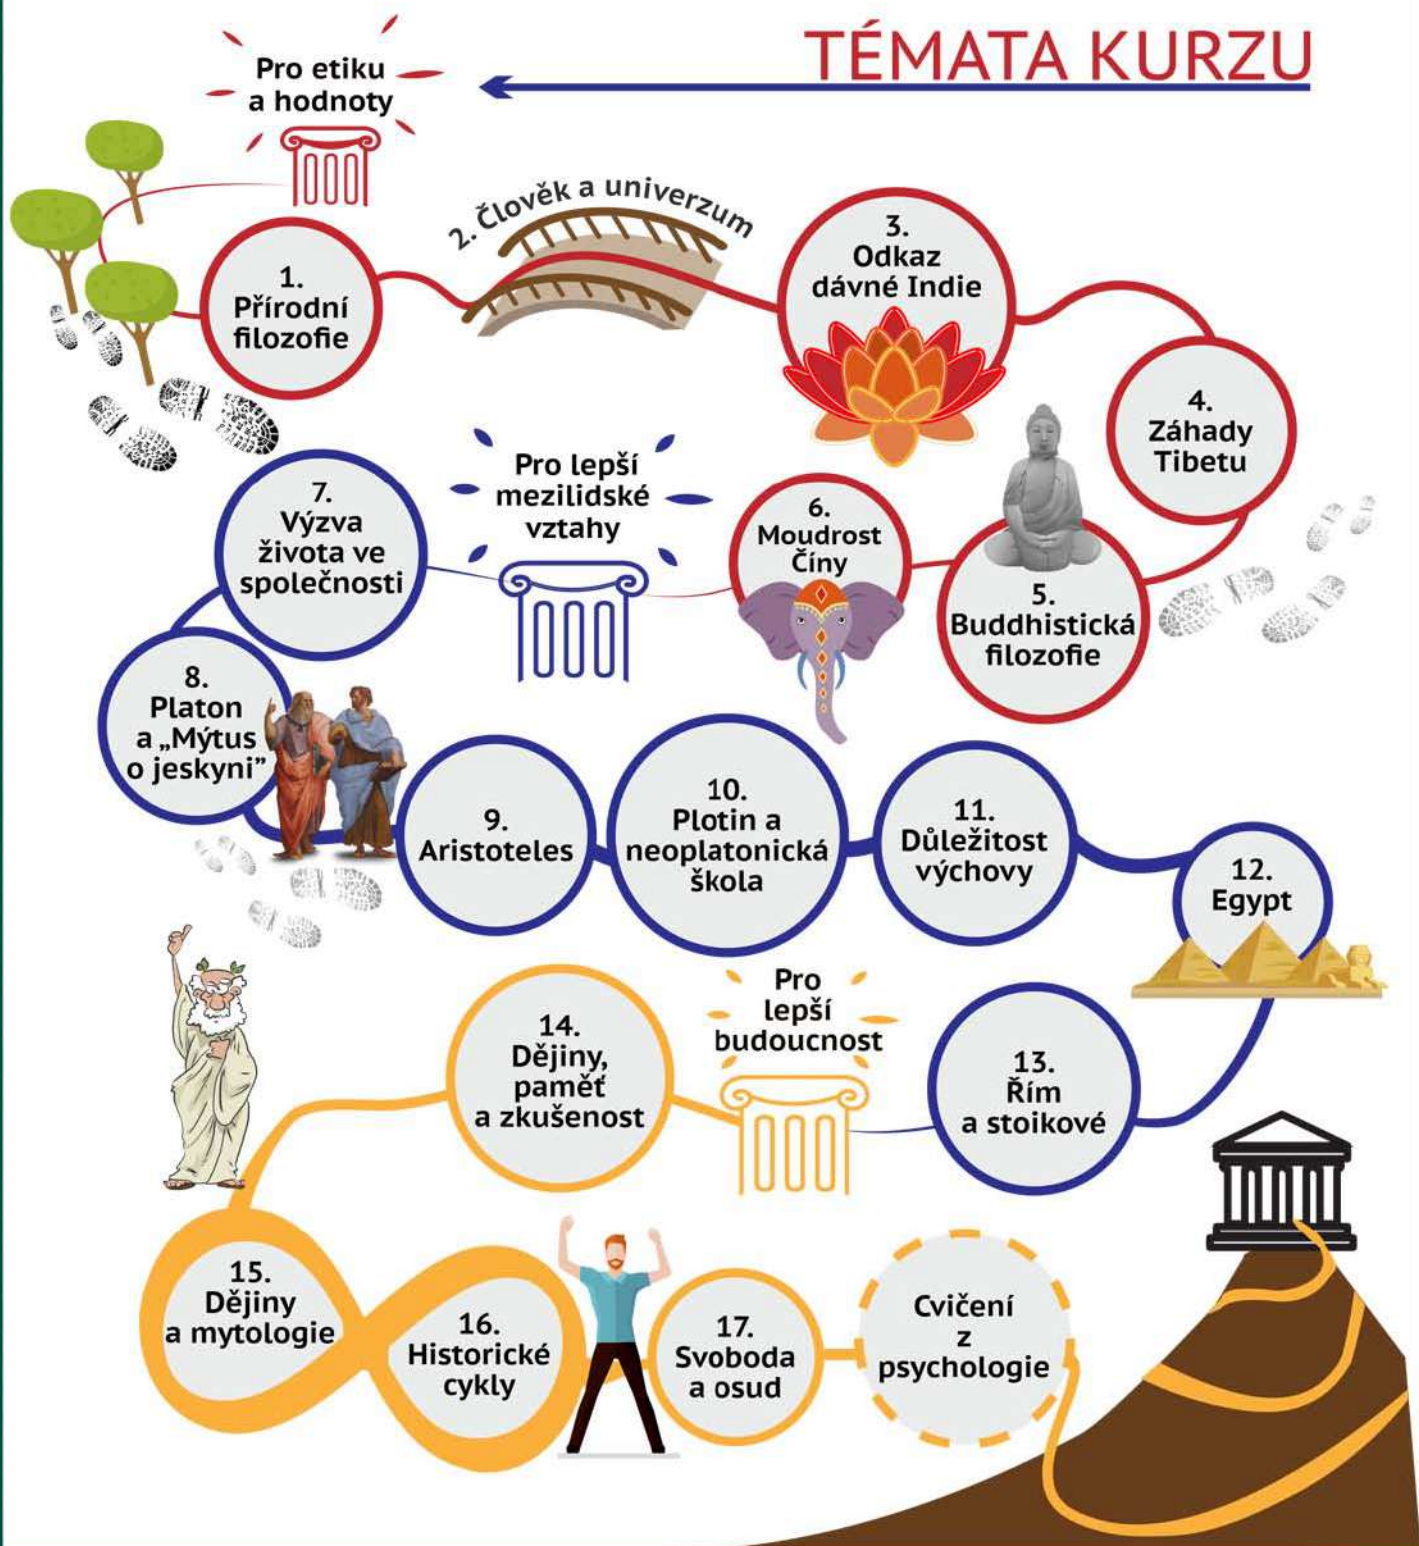 TÉMATA KURZU
Pro etiku
a hodnoty
1.
Přírodní
filozofie
2. Člověk a univerzum
3.
Odkaz
dávné Indie
4.
Záhady
Tibetu
5.
Buddhistická
filozofie
6.
Moudrost
Číny
Pro lepší
mezilidské
vztahy
7.
Výzva
života ve
společnosti
8.
Platon
a „Mýtus
o jeskyni”
9.
Aristoteles
10.
Plotin a
neoplatonická
škola
11.
Důležitost
výchovy
12.
Egypt
13.
Řím
a stoikové
Pro
lepší
budoucnost
14.
Dějiny,
paměť
a zkušenost
15.
Dějiny
a mytologie
16.
Historické
cykly
17.
Svoboda
a osud
Cvičení
z
psychologie